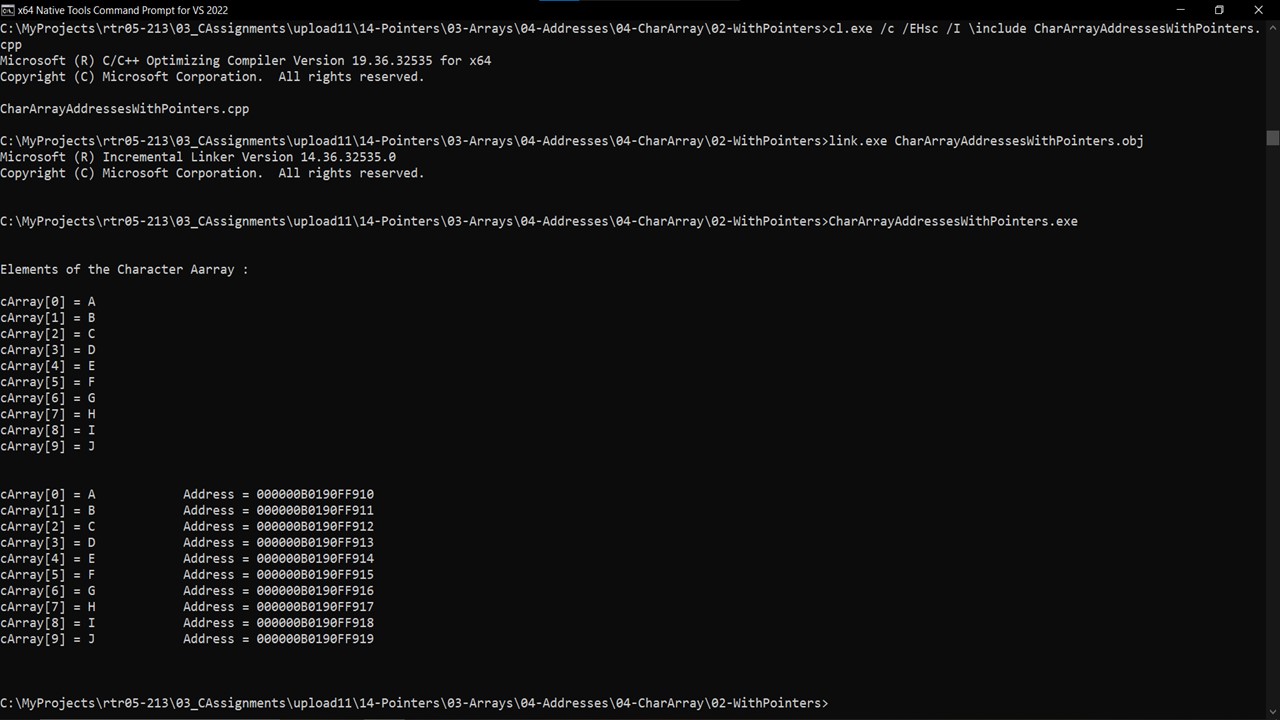 x64 Native Tools Command Prompt for VS 2022
C:\MyProjects\rtr05-213\03_CAssignments\upload11\14-Pointers\03-Arrays\04-Addresses\04-CharArray\02-WithPointers>cl.exe /c /EHsc /I \include CharArrayAddressesWithPointers.
cpp
Microsoft (R) C/C++ Optimizing Compiler Version 19.36.32535 for x64
Copyright (C) Microsoft Corporation.  All rights reserved.
CharArrayAddressesWithPointers.cpp
C:\MyProjects\rtr05-213\03_CAssignments\upload11\14-Pointers\03-Arrays\04-Addresses\04-CharArray\02-WithPointers>link.exe CharArrayAddressesWithPointers.obj
Microsoft (R) Incremental Linker Version 14.36.32535.0
Copyright (C) Microsoft Corporation.  All rights reserved.
C:\MyProjects\rtr05-213\03_CAssignments\upload11\14-Pointers\03-Arrays\04-Addresses\04-CharArray\02-WithPointers>CharArrayAddressesWithPointers.exe
Elements of the Character Aarray :
cArray[0] = A
cArray[1] = B
cArray[2] = C
cArray[3] = D
cArray[4] = E
cArray[5] = F
cArray[6] = G
cArray[7] = H
cArray[8] = I
cArray[9] = J
cArray[0] = A            Address = 000000B0190FF910
cArray[1] = B            Address = 000000B0190FF911
cArray[2] = C            Address = 000000B0190FF912
cArray[3] = D            Address = 000000B0190FF913
cArray[4] = E            Address = 000000B0190FF914
cArray[5] = F            Address = 000000B0190FF915
cArray[6] = G            Address = 000000B0190FF916
cArray[7] = H            Address = 000000B0190FF917
cArray[8] = I            Address = 000000B0190FF918
cArray[9] = J            Address = 000000B0190FF919
C:\MyProjects\rtr05-213\03_CAssignments\upload11\14-Pointers\03-Arrays\04-Addresses\04-CharArray\02-WithPointers>